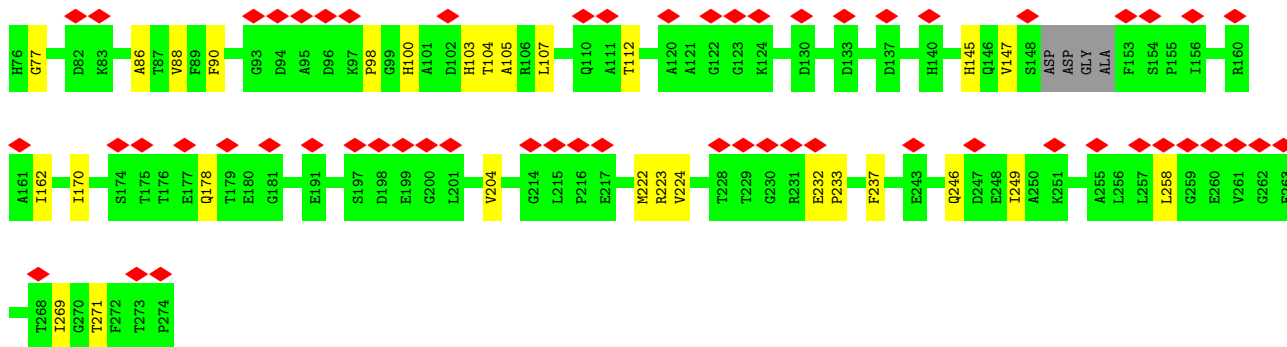 H76 G77 D82 K83 A86 T87 V88 F89 F90 G93 D94 A95 D96 K97 P98 G99 H100 A101 D102 H103 T104 A105 R106 L107 Q110 A111 T112 A120 A121 G122 G123 K124 D130 D133 D137 H140 H145 Q146 V147 S148 ASP ASP GLY ALA F153 S154 P155 I156 R160
A161 I162 I170 S174 T175 T176 E177 Q178 T179 E180 G181 E191 S197 D198 E199 G200 L201 V204 G214 L215 P216 E217 M222 R223 V224 T228 T229 G230 R231 E232 P233 F237 E243 Q246 D247 E248 I249 A250 K251 A255 L256 L257 L258 G259 E260 V261 G262
T268 I269 G270 T271 F272 T273 P274